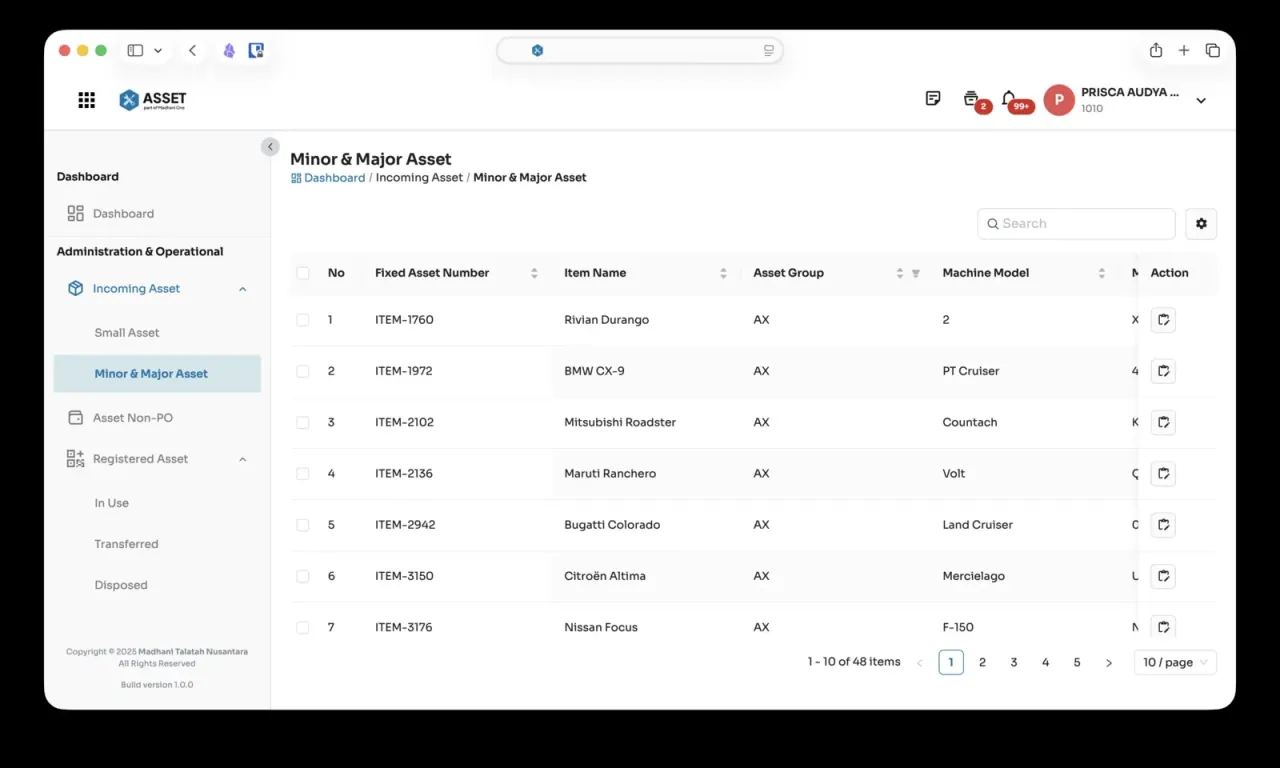 ASSET
part of Madhani One
2
99+
P
PRISCA AUDYA ...
1010
Dashboard
Dashboard
Administration & Operational
Incoming Asset
Small Asset
Minor & Major Asset
Asset Non-PO
Registered Asset
In Use
Transferred
Disposed
Copyright © 2025 Madhani Talatah Nusantara
All Rights Reserved
Build version 1.0.0
Minor & Major Asset
Dashboard / Incoming Asset / Minor & Major Asset
Search
No Fixed Asset Number Item Name Asset Group Machine Model Action
1 ITEM-1760 Rivian Durango AX 2 X
2 ITEM-1972 BMW CX-9 AX PT Cruiser 4
3 ITEM-2102 Mitsubishi Roadster AX Countach
4 ITEM-2136 Maruti Ranchero AX Volt
5 ITEM-2942 Bugatti Colorado AX Land Cruiser
6 ITEM-3150 Citroën Altima AX Mercielago
7 ITEM-3176 Nissan Focus AX F-150
1 - 10 of 48 items 1 2 3 4 5 10 / page